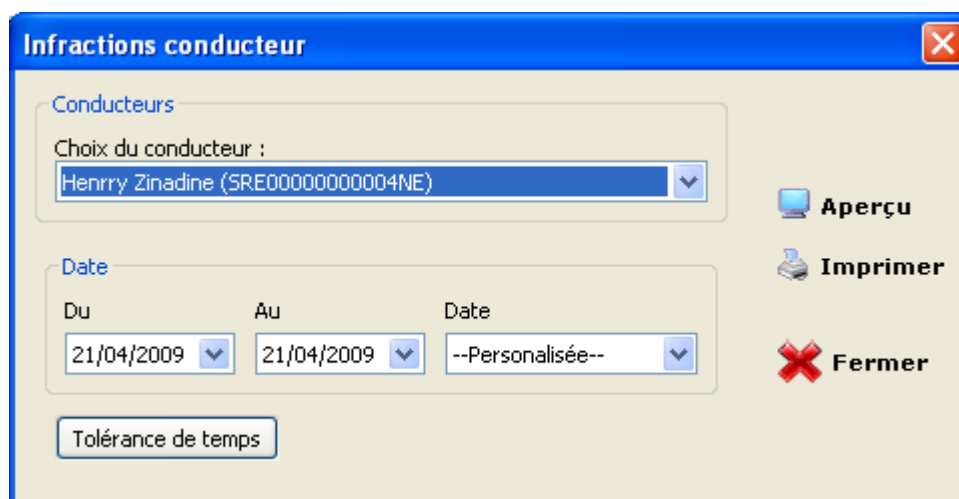 Infractions conducteur
Conducteurs
Choix du conducteur :
Henrry Zinadine (SRE00000000004NE)
Aperçu
Imprimer
Date
Du Au Date
21/04/2009 21/04/2009 --Personalisée--
Fermer
Tolérance de temps